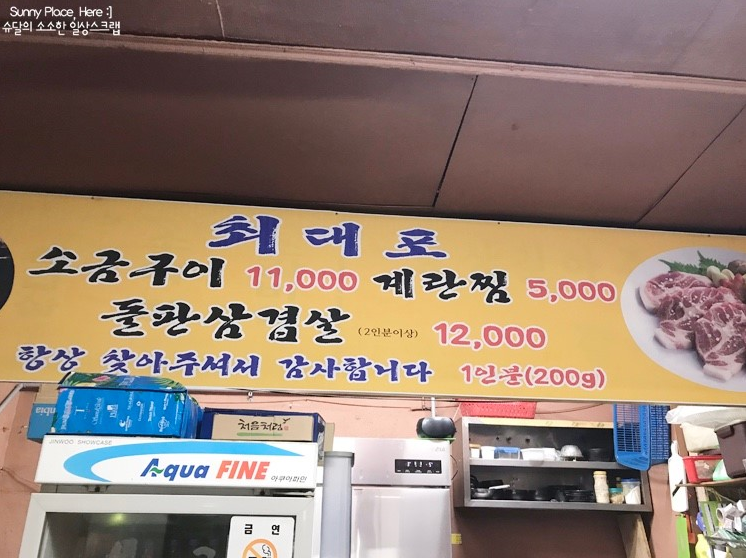 Sunny Place, Here :]
슈달의 소소한 일상스크랩
최대포
소금구이 11,000 계란찜 5,000
돌판삼겹살 (2인분이상) 12,000
항상 찾아주셔서 감사합니다 1인분(200g)
처음처럼
JINWOO SHOWCASE
Aqua FINE
아쿠아파인
금 연